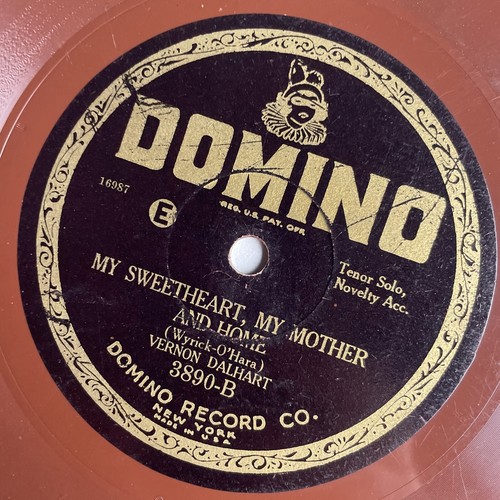 DOMINO
REG. U.S. PAT. OFF.
16987
E
Tenor Solo,
Novelty Acc.
MY SWEETHEART, MY MOTHER
AND HOME
(Wyrick-O'Hara)
VERNON DALHART
3890-B
DOMINO RECORD CO.
NEW YORK
MADE IN U.S.A.